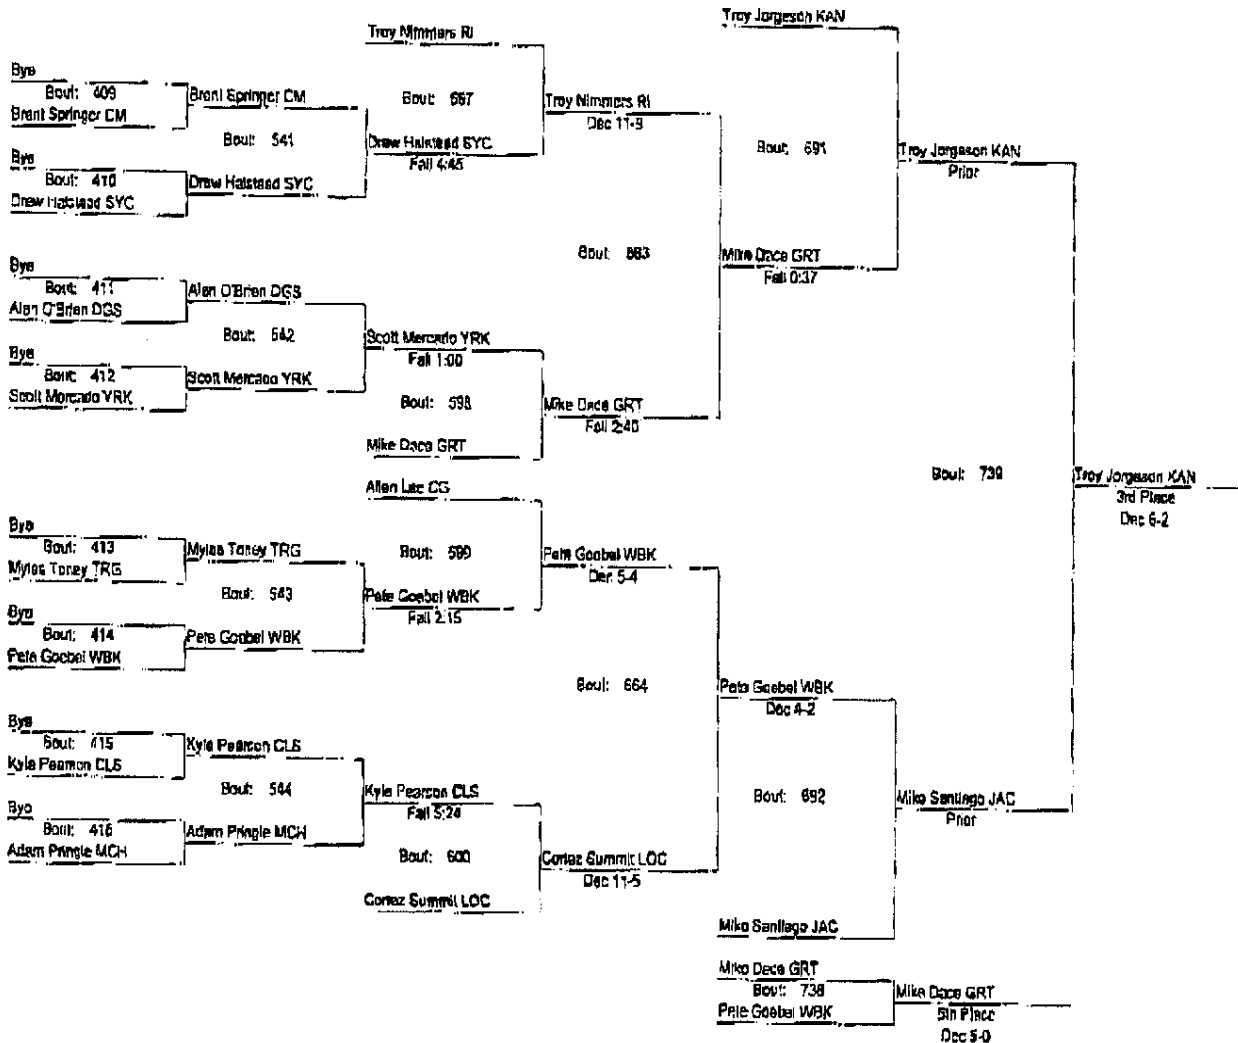 Troy Jorgeson KAN
Troy Nimmers RI
Bye
Bout: 409
Brent Springer CM
Brent Springer CM
Bout: 597
Troy Nimmers RI
Dec 11-9
Bout: 541
Drew Halstead SYC
Fall 4:45
Bout: 691
Troy Jorgeson KAN
Prior
Bye
Bout: 410
Drew Halstead SYC
Drew Halstead SYC
Bout: 663
Mike Dace GRT
Fall 0:37
Bye
Bout: 411
Alan O'Brien DGS
Alan O'Brien DGS
Bout: 542
Scott Mercado YRK
Fall 1:00
Bye
Bout: 412
Scott Mercado YRK
Scott Mercado YRK
Bout: 598
Mike Dace GRT
Fall 2:40
Mike Dace GRT
Bout: 739
Troy Jorgeson KAN
3rd Place
Dec 6-2
Allen Lee CG
Bye
Bout: 413
Myles Toney TRG
Myles Toney TRG
Bout: 599
Pete Goebel WBK
Dec 5-4
Bout: 543
Pete Goebel WBK
Fall 2:15
Bye
Bout: 414
Pete Goebel WBK
Pete Goebel WBK
Bout: 664
Pete Goebel WBK
Dec 4-2
Bye
Bout: 415
Kyle Pearson CLS
Kyle Pearson CLS
Bout: 544
Kyle Pearson CLS
Fall 5:24
Bout: 692
Mike Santiago JAC
Prior
Bye
Bout: 416
Adam Pringle MCH
Adam Pringle MCH
Bout: 600
Cortez Summit LOC
Dec 11-5
Cortez Summit LOC
Mike Santiago JAC
Mike Dace GRT
Bout: 738
Pete Goebel WBK
Mike Dace GRT
5th Place
Dec 5-0